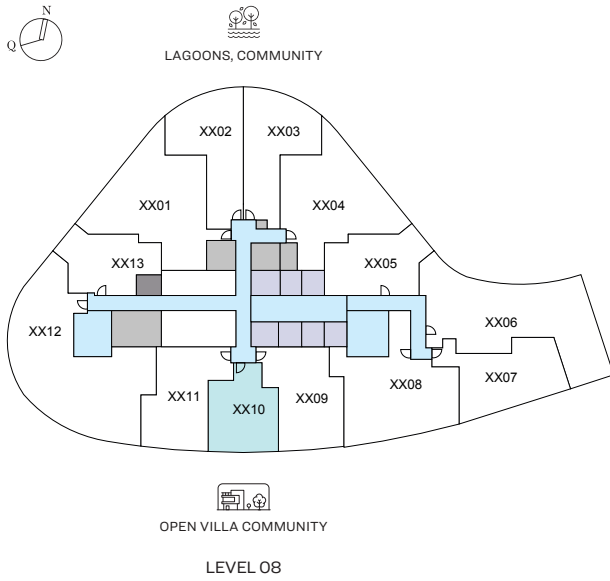 N
Q
LAGOONS, COMMUNITY
XX02
XX03
XX01
XX04
XX13
XX05
XX12
XX06
XX11
XX10
XX09
XX08
XX07
OPEN VILLA COMMUNITY
LEVEL 08